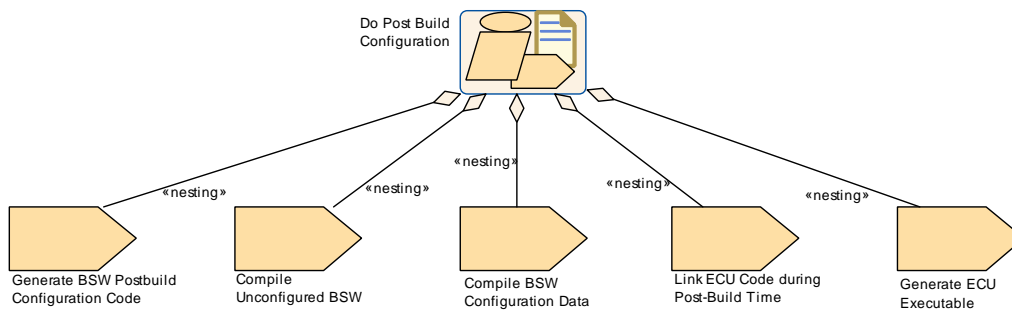 Do Post Build
Configuration
«nesting»
«nesting»
«nesting»
«nesting»
«nesting»
Generate BSW Postbuild
Configuration Code
Compile
Unconfigured BSW
Compile BSW
Configuration Data
Link ECU Code during
Post-Build Time
Generate ECU
Executable